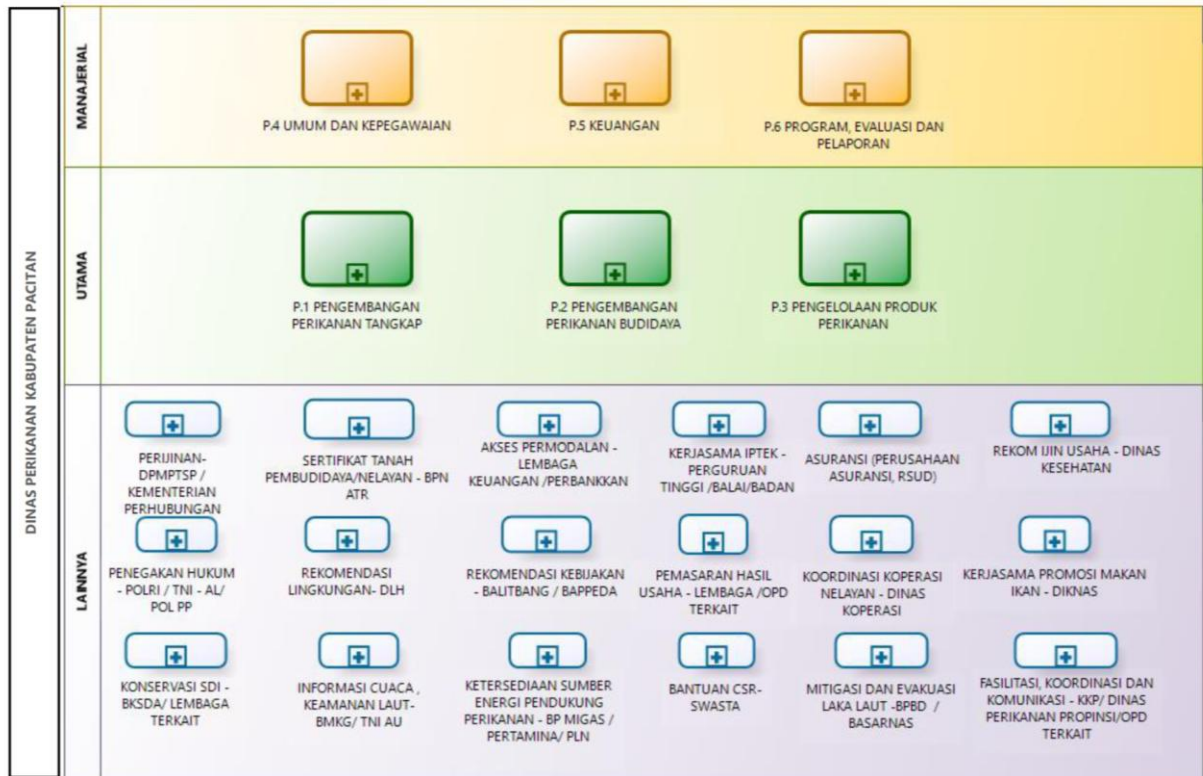 DINAS PERIKANAN KABUPATEN PACITAN
MANAJERIAL
P.4 UMUM DAN KEPEGAWAIAN
P.5 KEUANGAN
P.6 PROGRAM, EVALUASI DAN
PELAPORAN
UTAMA
P.1 PENGEMBANGAN
PERIKANAN TANGKAP
P.2 PENGEMBANGAN
PERIKANAN BUDIDAYA
P.3 PENGELOLAAN PRODUK
PERIKANAN
LAINNYA
PERIJINAN-
DPMPTSP /
KEMENTERIAN
PERHUBUNGAN
SERTIFIKAT TANAH
PEMBUDIDAYA/NELAYAN - BPN
ATR
AKSES PERMODALAN -
LEMBAGA
KEUANGAN /PERBANKKAN
KERJASAMA IPTEK -
PERGURUAN
TINGGI /BALAI/BADAN
ASURANSI (PERUSAHAAN
ASURANSI, RSUD)
REKOM IJIN USAHA - DINAS
KESEHATAN
PENEGAKAN HUKUM
- POLRI / TNI - AL/
POL PP
REKOMENDASI
LINGKUNGAN- DLH
REKOMENDASI KEBIJAKAN
- BALITBANG / BAPPEDA
PEMASARAN HASIL
USAHA - LEMBAGA /OPD
TERKAIT
KOORDINASI KOPERASI
NELAYAN - DINAS
KOPERASI
KERJASAMA PROMOSI MAKAN
IKAN - DIKNAS
KONSERVASI SDI -
BKSDA/ LEMBAGA
TERKAIT
INFORMASI CUACA ,
KEAMANAN LAUT-
BMKG/ TNI AU
KETERSEDIAAN SUMBER
ENERGI PENDUKUNG
PERIKANAN - BP MIGAS /
PERTAMINA/ PLN
BANTUAN CSR-
SWASTA
MITIGASI DAN EVAKUASI
LAKA LAUT -BPBD /
BASARNAS
FASILITASI, KOORDINASI DAN
KOMUNIKASI - KKP/ DINAS
PERIKANAN PROPINSI/OPD
TERKAIT